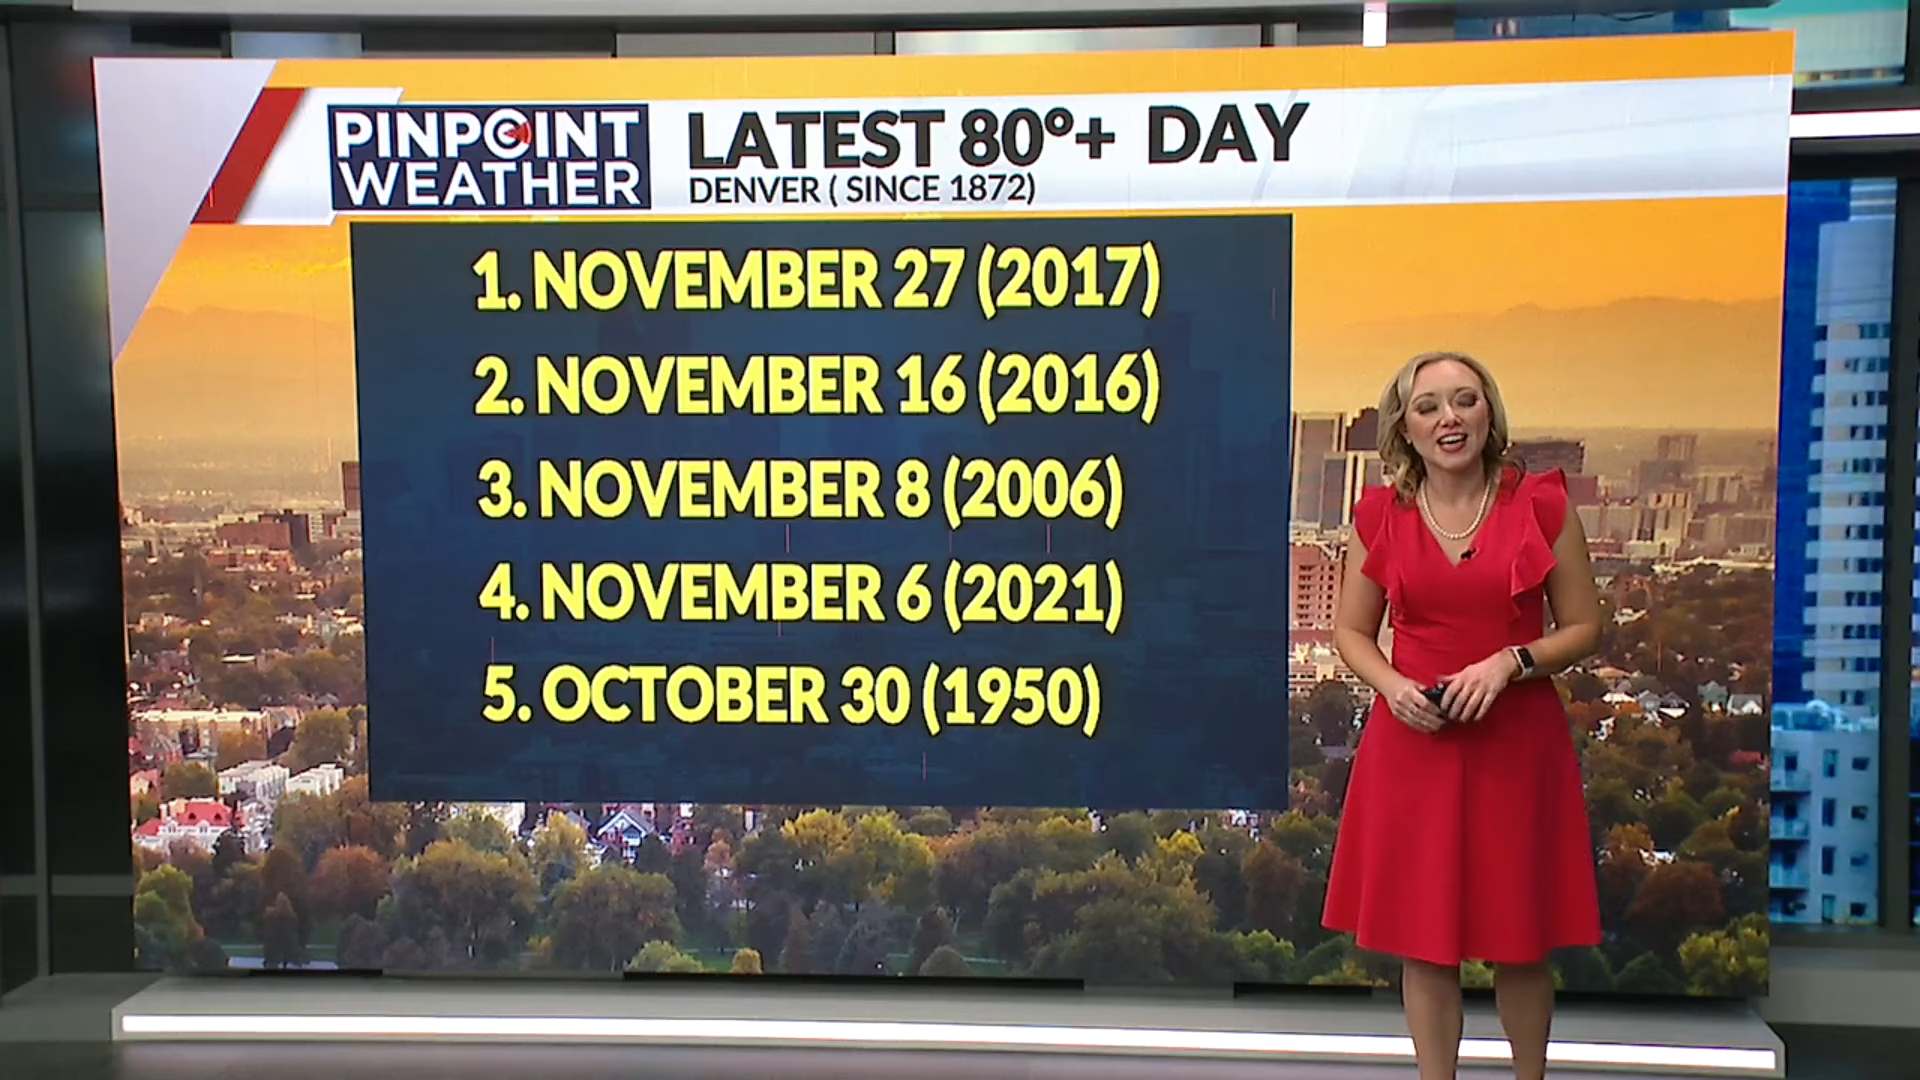 PINPOINT
WEATHER
LATEST 80°+ DAY
DENVER ( SINCE 1872)
1. NOVEMBER 27 (2017)
2. NOVEMBER 16 (2016)
3. NOVEMBER 8 (2006)
4. NOVEMBER 6 (2021)
5. OCTOBER 30 (1950)